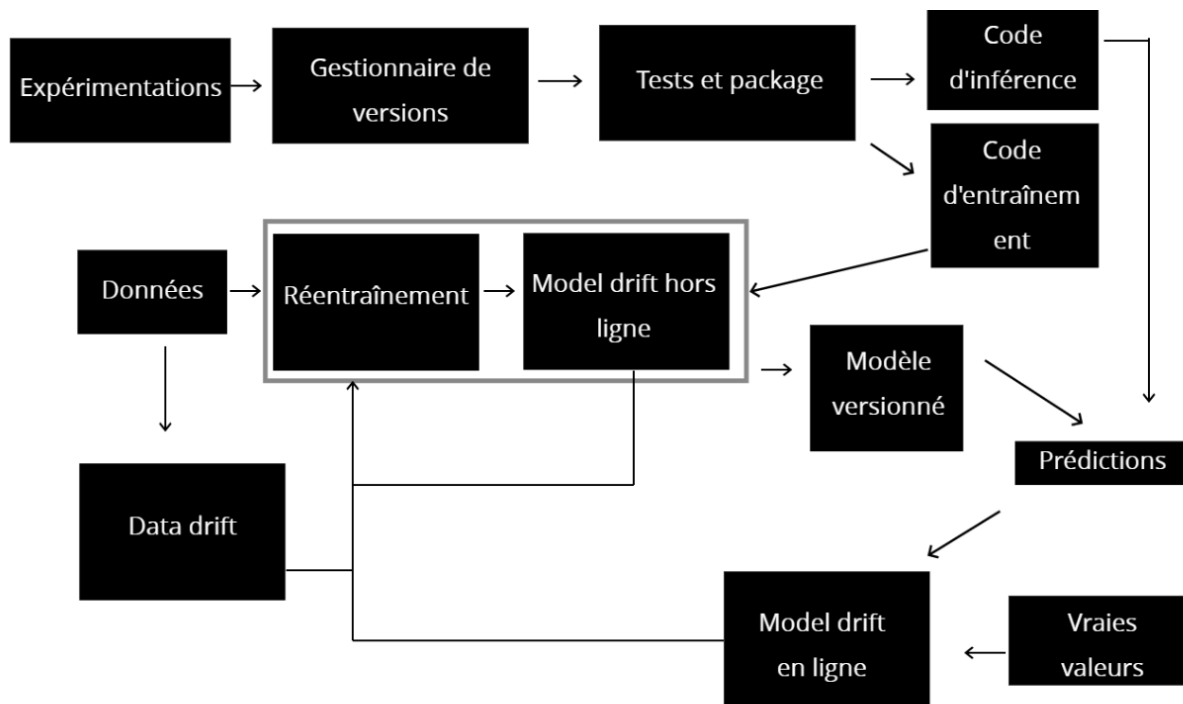 Expérimentations
Gestionnaire de
versions
Tests et package
Code
d'inférence
Code
d'entraînem
ent
Données
Réentraînement
Model drift hors
ligne
Modèle
versionné
Prédictions
Data drift
Model drift
en ligne
Vraies
valeurs